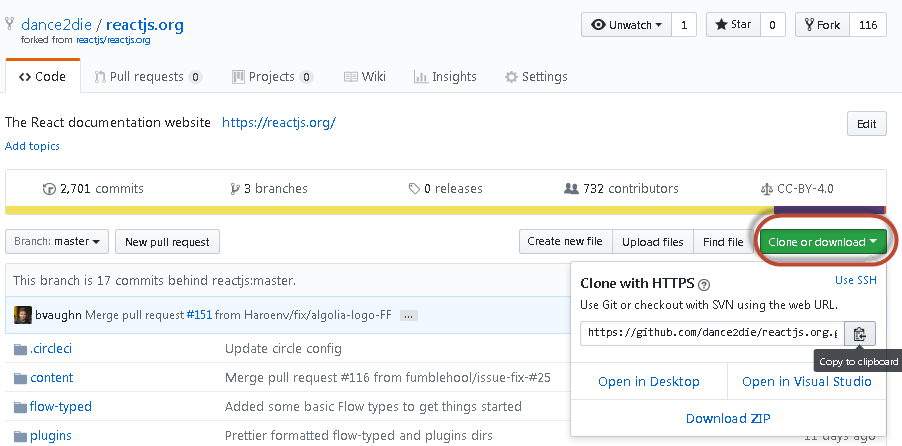 dance2die / reactjs.org
Unwatch 1 Star 0 Fork 116
forked from reactjs/reactjs.org
Code Pull requests 0 Projects 0 Wiki Insights Settings
The React documentation website https://reactjs.org/ Edit
Add topics
2,701 commits 3 branches 0 releases 732 contributors CC-BY-4.0
Branch: master New pull request Create new file Upload files Find file Clone or download
This branch is 17 commits behind reactjs:master.
Clone with HTTPS ? Use SSH
Use Git or checkout with SVN using the web URL.
bvaughn Merge pull request #151 from Haroenv/fix/algolia-logo-FF ...
https://github.com/dance2die/reactjs.org.g
Copy to clipboard
.circleci Update circle config
content Merge pull request #116 from fumblehool/issue-fix-#25
Open in Desktop Open in Visual Studio
flow-typed Added some basic Flow types to get things started
Download ZIP
plugins Prettier formatted flow-typed and plugins dirs 11 days ago